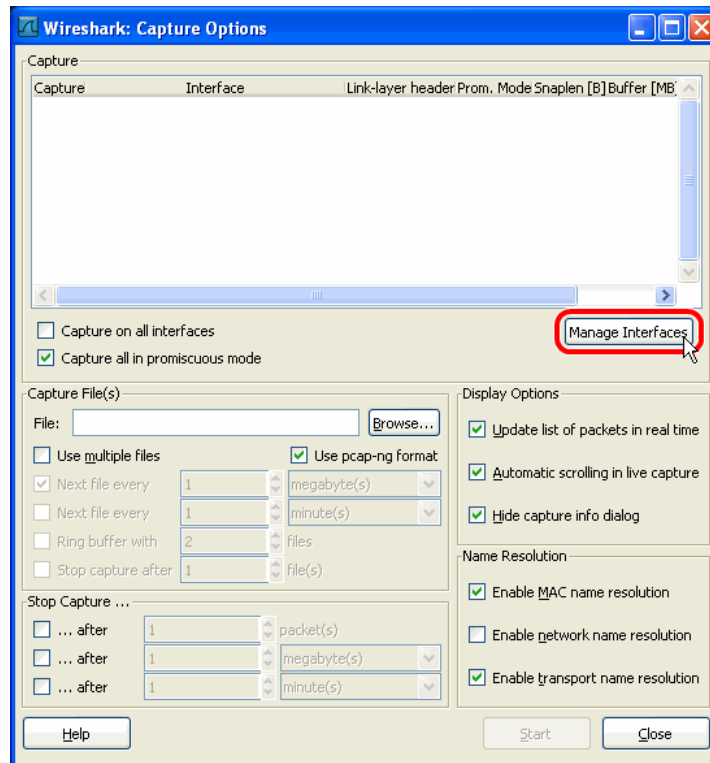 Wireshark: Capture Options
Capture
Capture Interface Link-layer header Prom. Mode Snaplen [B] Buffer [MB]
Capture on all interfaces
Manage Interfaces
Capture all in promiscuous mode
Capture File(s)
File: Browse...
Use multiple files Use pcap-ng format
Next file every 1 megabyte(s)
Next file every 1 minute(s)
Ring buffer with 2 files
Stop capture after 1 file(s)
Stop Capture ...
... after 1 packet(s)
... after 1 megabyte(s)
... after 1 minute(s)
Display Options
Update list of packets in real time
Automatic scrolling in live capture
Hide capture info dialog
Name Resolution
Enable MAC name resolution
Enable network name resolution
Enable transport name resolution
Help Start Close